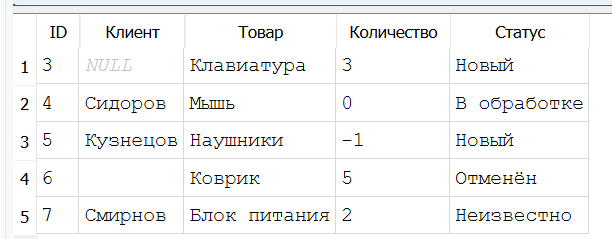 ID Клиент Товар Количество Статус
1 3 NULL Клавиатура 3 Новый
2 4 Сидоров Мышь 0 В обработке
3 5 Кузнецов Наушники -1 Новый
4 6 Коврик 5 Отменён
5 7 Смирнов Блок питания 2 Неизвестно